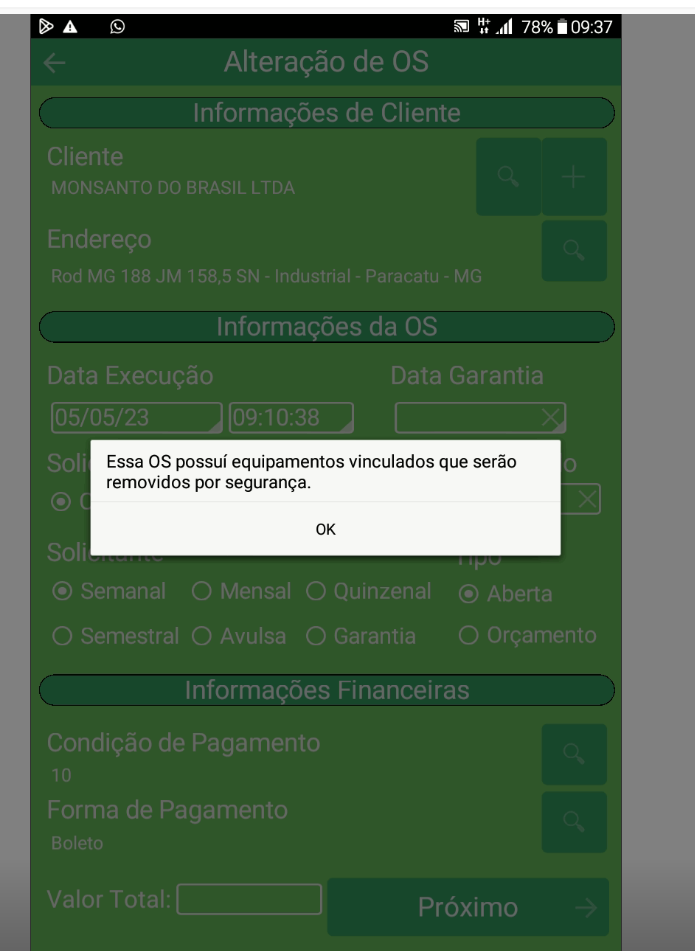 78% 09:37
Alteração de OS
Informações de Cliente
Cliente
MONSANTO DO BRASIL LTDA
Endereço
Rod MG 188 JM 158,5 SN - Industrial - Paracatu - MG
Informações da OS
Data Execução Data Garantia
05/05/23 09:10:38
Soli o
Essa OS possuí equipamentos vinculados que serão
removidos por segurança.
OK
Solicitante Tipo
Semanal Mensal Quinzenal Aberta
Semestral Avulsa Garantia Orçamento
Informações Financeiras
Condição de Pagamento
10
Forma de Pagamento
Boleto
Valor Total: Próximo